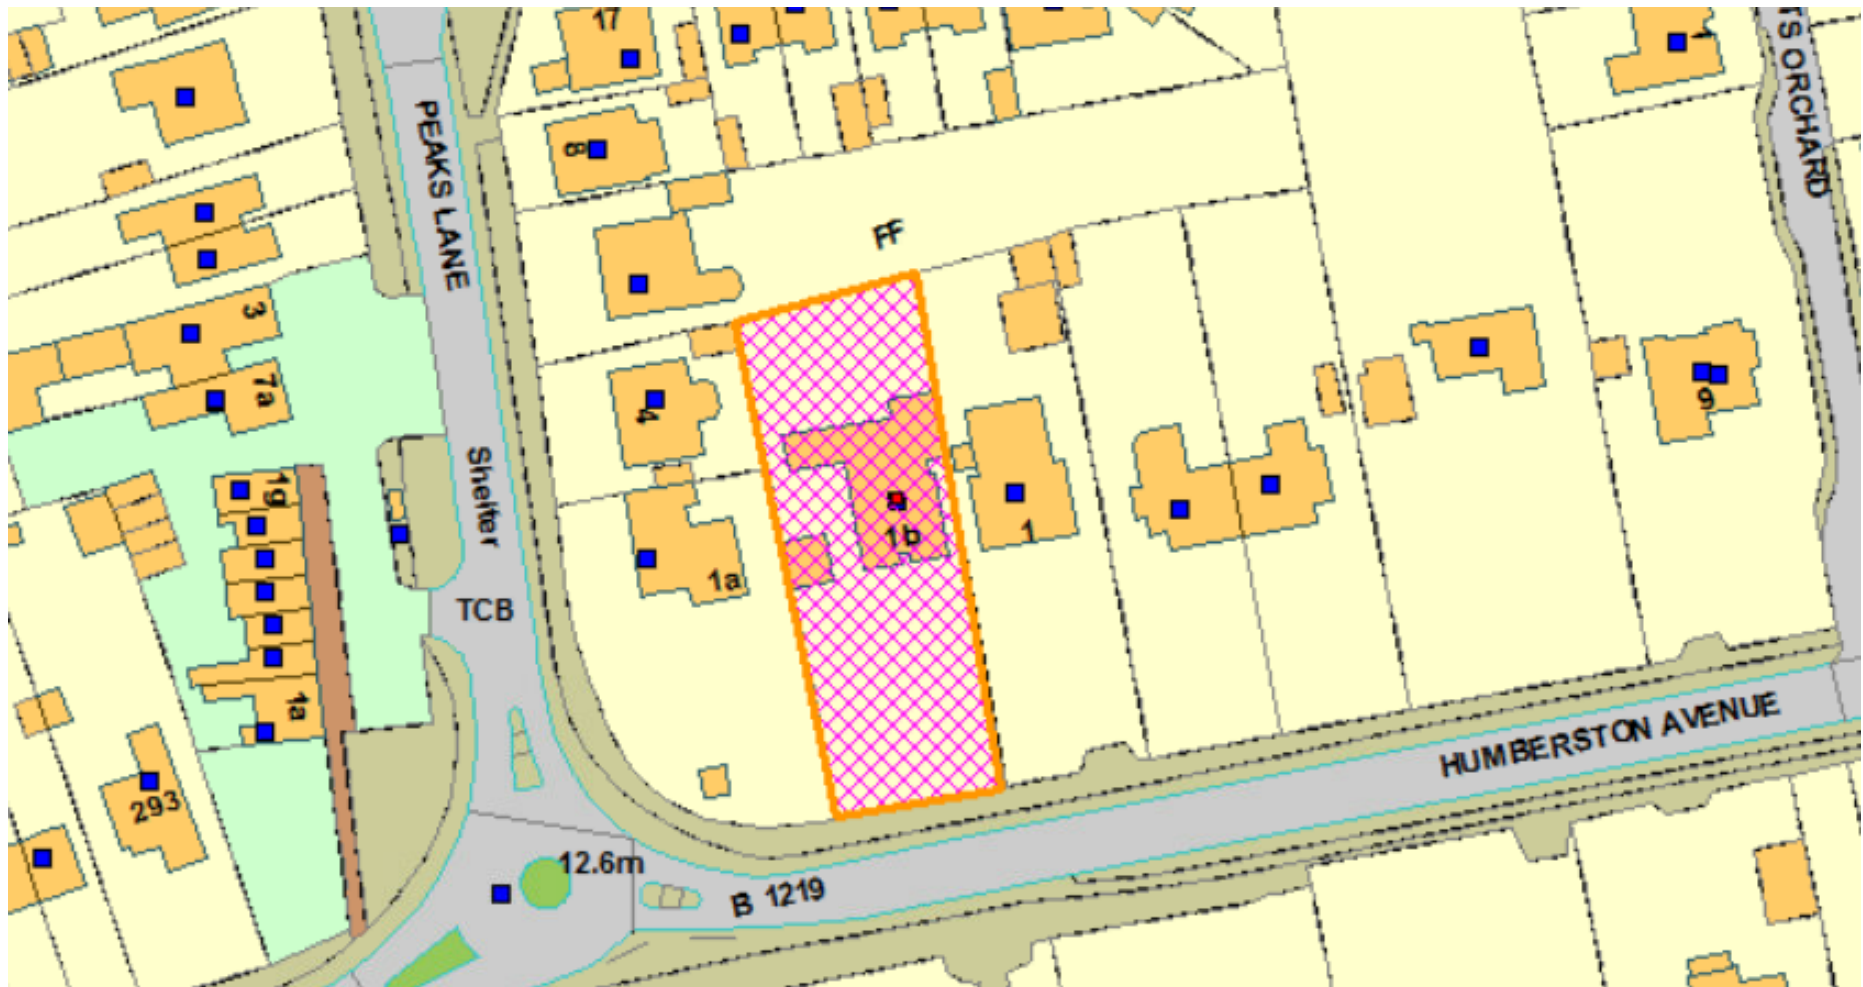 17
PEAKS LANE
8
FF
TS ORCHARD
3
7a
4
9
Shelter
1g
1
1b
1a
TCB
1a
293
HUMBERSTON AVENUE
12.6m
B 1219